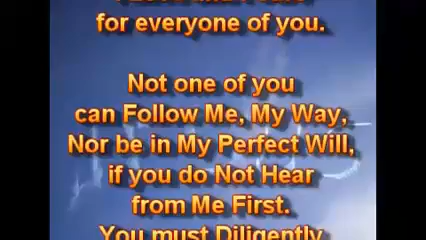 for everyone of you.
Not one of you
can Follow Me, My Way,
Nor be in My Perfect Will,
if you do Not Hear
from Me First.
You must Diligently